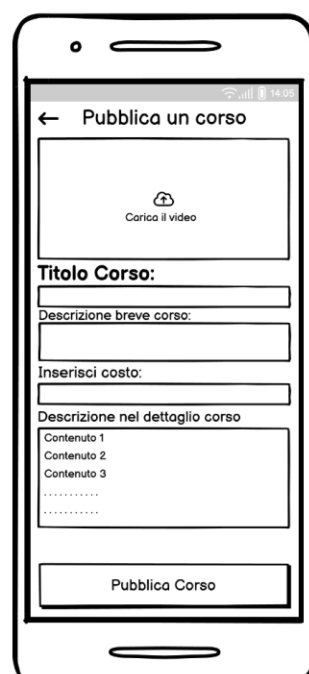 14:05
Pubblica un corso
Carica il video
Titolo Corso:
Descrizione breve corso:
Inserisci costo:
Descrizione nel dettaglio corso
Contenuto 1
Contenuto 2
Contenuto 3
. . . . . . . . . . .
. . . . . . . . . . .
Pubblica Corso